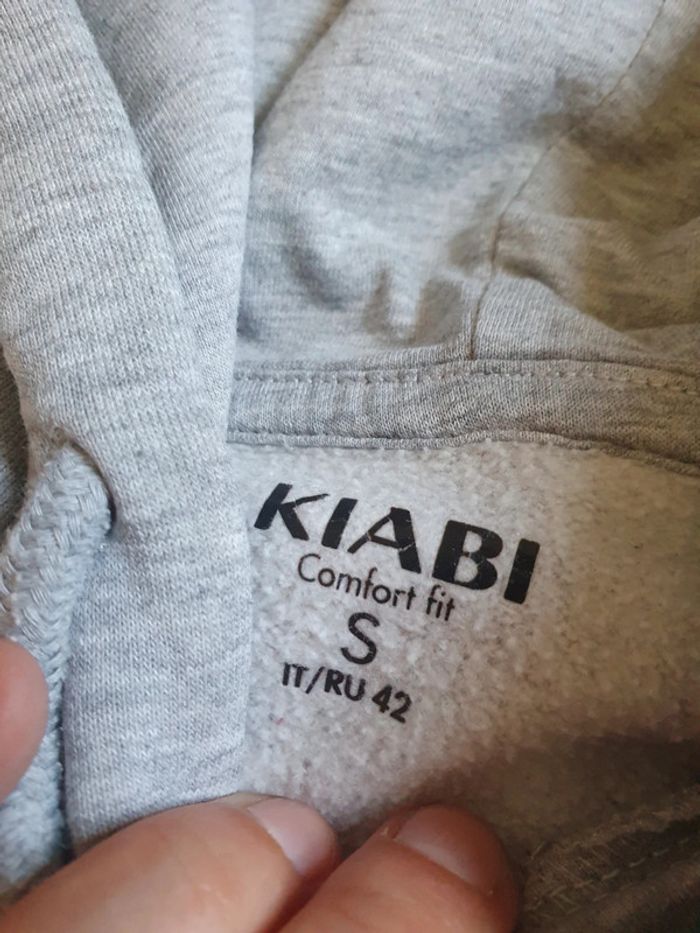 KIABI
Comfort fit
S
IT/RU 42